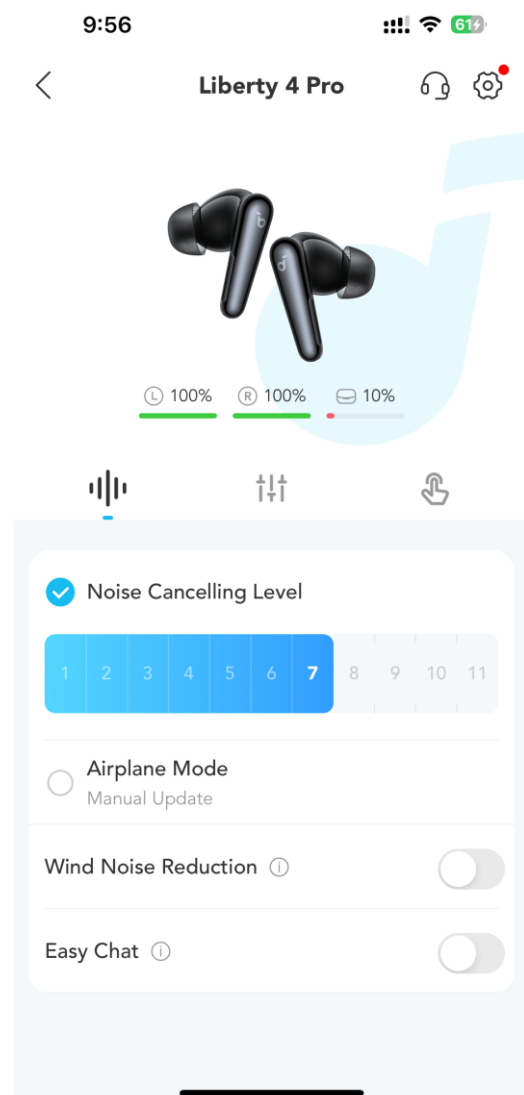 9:56
61
Liberty 4 Pro
L 100% R 100% 10%
Noise Cancelling Level
1 2 3 4 5 6 7 8 9 10 11
Airplane Mode
Manual Update
Wind Noise Reduction
Easy Chat